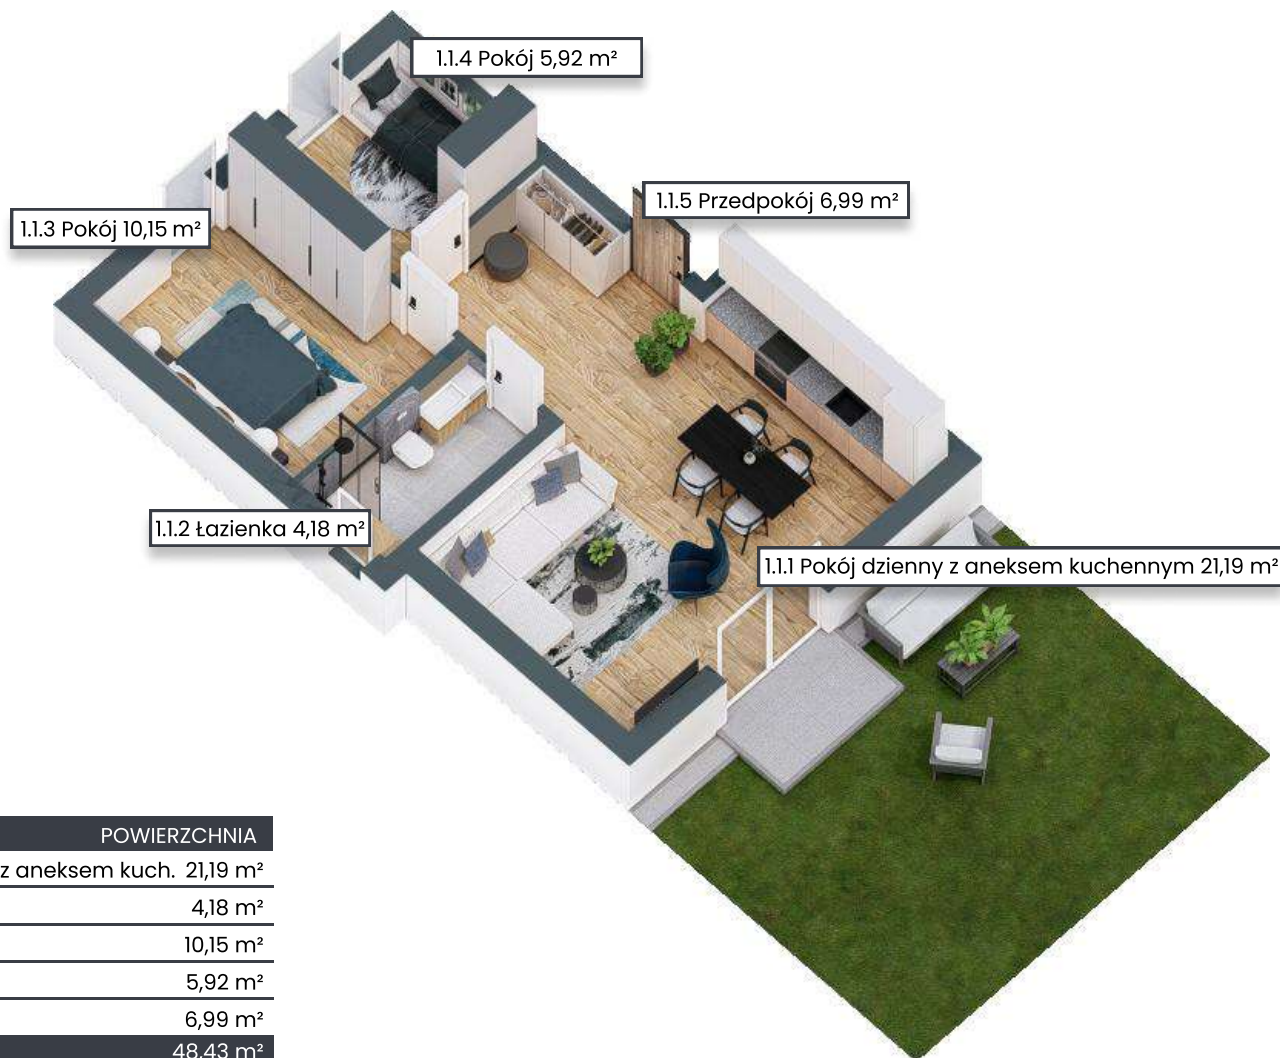 1.1.4 Pokój 5,92 m²
1.1.5 Przedpokój 6,99 m²
1.1.3 Pokój 10,15 m²
1.1.2 Łazienka 4,18 m²
1.1.1 Pokój dzienny z aneksem kuchennym 21,19 m²
POWIERZCHNIA
z aneksem kuch. 21,19 m²
4,18 m²
10,15 m²
5,92 m²
6,99 m²
48,43 m²